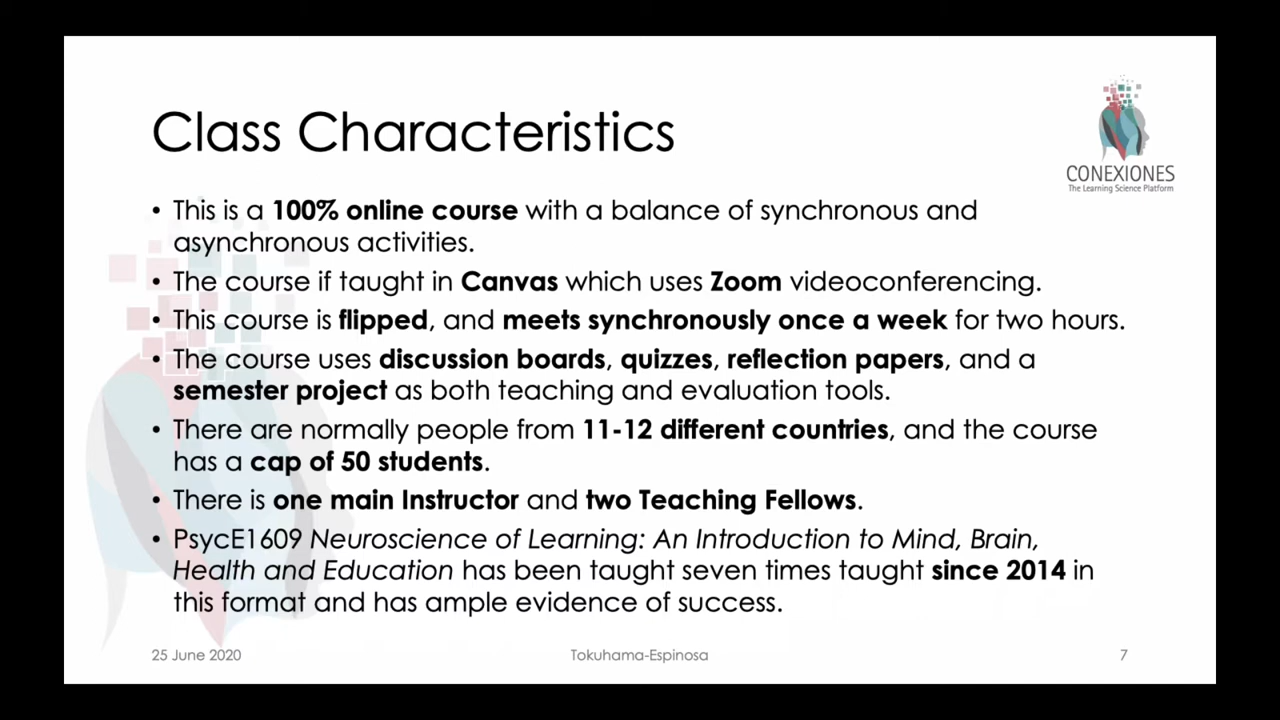 Class Characteristics
CONEXIONES
The Learning Science Platform
• This is a 100% online course with a balance of synchronous and
asynchronous activities.
• The course if taught in Canvas which uses Zoom videoconferencing.
• This course is flipped, and meets synchronously once a week for two hours.
• The course uses discussion boards, quizzes, reflection papers, and a
semester project as both teaching and evaluation tools.
• There are normally people from 11-12 different countries, and the course
has a cap of 50 students.
• There is one main Instructor and two Teaching Fellows.
• PsycE1609 Neuroscience of Learning: An Introduction to Mind, Brain,
Health and Education has been taught seven times taught since 2014 in
this format and has ample evidence of success.
25 June 2020
Tokuhama-Espinosa
7